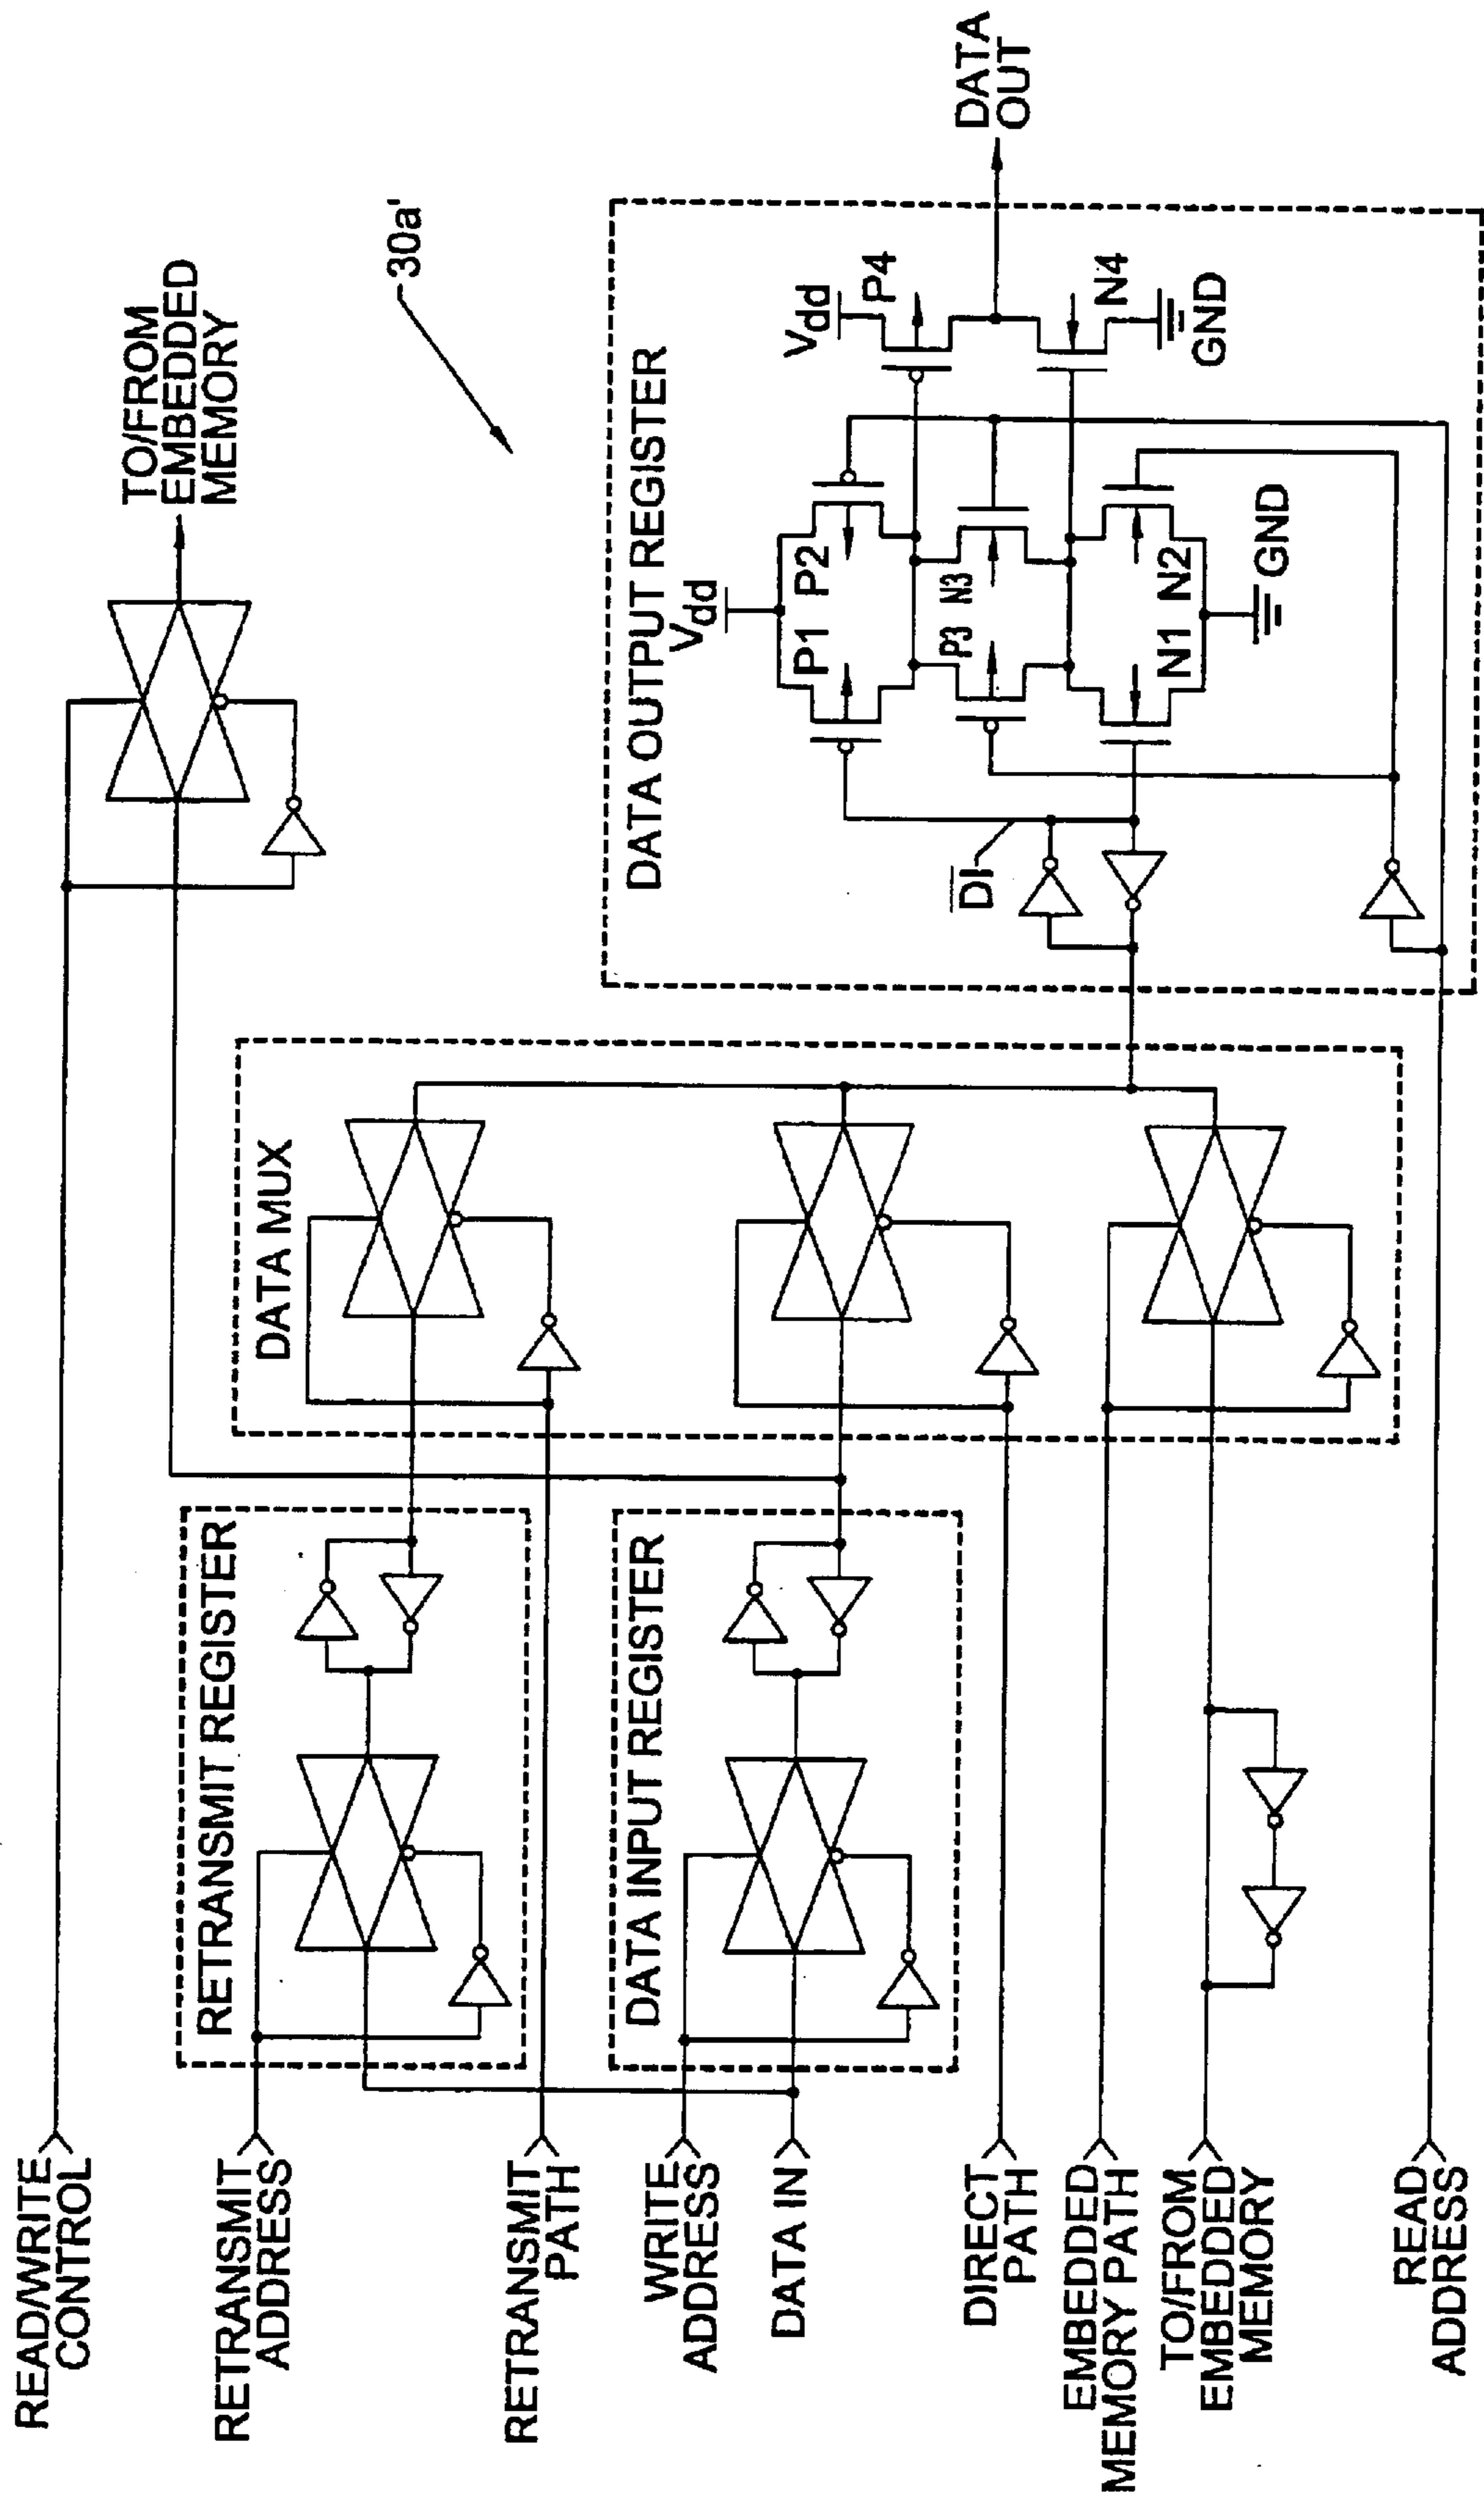 READ/WRITE
CONTROL
RETRANSMIT
ADDRESS
RETRANSMIT
PATH
WRITE
ADDRESS
DATA IN
DIRECT
PATH
EMBEDDED
MEMORY PATH
TO/FROM
EMBEDDED
MEMORY
READ
ADDRESS
RETRANSMIT REGISTER
DATA INPUT REGISTER
DATA MUX
TO/FROM
EMBEDDED
MEMORY
30a'
DATA OUTPUT REGISTER
Vdd
P1 P2
P3 N3
N1 N2
GND
DI
Vdd
P4
N4
GND
DATA
OUT